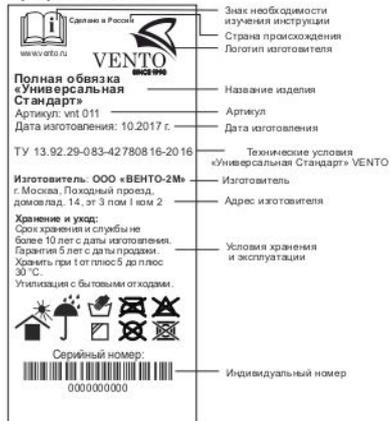 Знак необходимости
изучения инструкции
Сделано в России
Страна происхождения
Логотип изготовителя
www.vento.ru
VENTO
SINCE 1990
Полная обвязка
«Универсальная
Стандарт»
Название изделия
Артикул: vnt 011
Артикул
Дата изготовления: 10.2017 г.
Дата изготовления
ТУ 13.92.29-083-42780816-2016
Технические условия
«Универсальная Стандарт» VENTO
Изготовитель: ООО «ВЕНТО-2М»
Изготовитель
г. Москва, Походный проезд,
домовлад. 14, эт 3 пом I ком 2
Адрес изготовителя
Хранение и уход:
Срок хранения и службы не
более 10 лет с даты изготовления.
Гарантия 5 лет с даты продажи.
Хранить при t от плюс 5 до плюс
30 °С.
Утилизация с бытовыми отходами.
Условия хранения
и эксплуатации
Серийный номер:
Индивидуальный номер
0000000000